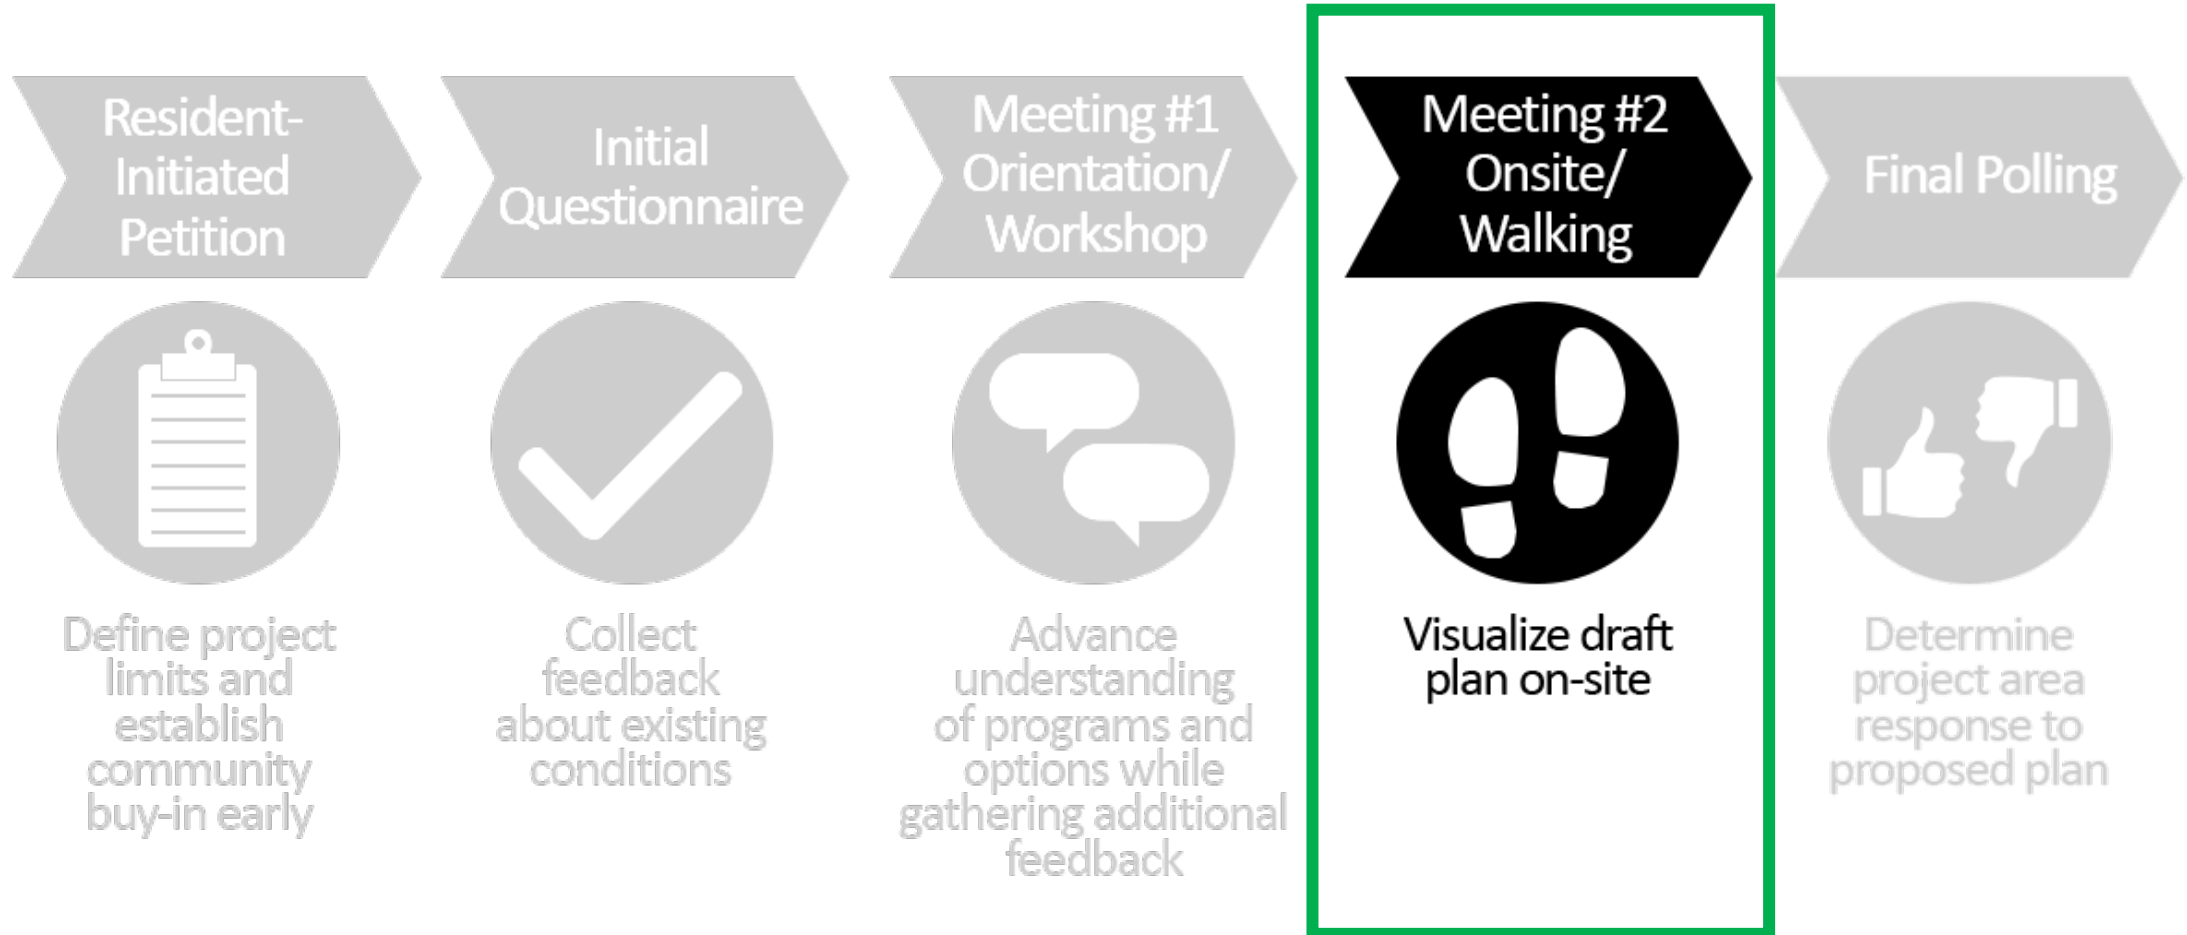 Resident-
Initiated
Petition
Define project
limits and
establish
community
buy-in early
Initial
Questionnaire
Collect
feedback
about existing
conditions
Meeting #1
Orientation/
Workshop
Advance
understanding
of programs and
options while
gathering additional
feedback
Meeting #2
Onsite/
Walking
Visualize draft
plan on-site
Final Polling
Determine
project area
response to
proposed plan